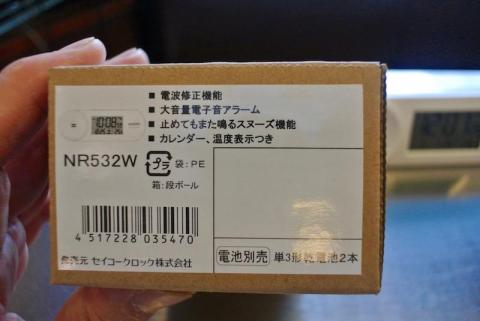 ■ 電波修正機能
■ 大音量電子音アラーム
■ 止めてもまた鳴るスヌーズ機能
■ カレンダー、温度表示つき
10:08
NR532W
プラ
袋:PE
箱:段ボール
4 517228 035470
発売元 セイコークロック株式会社
電池別売 単3形乾電池2本